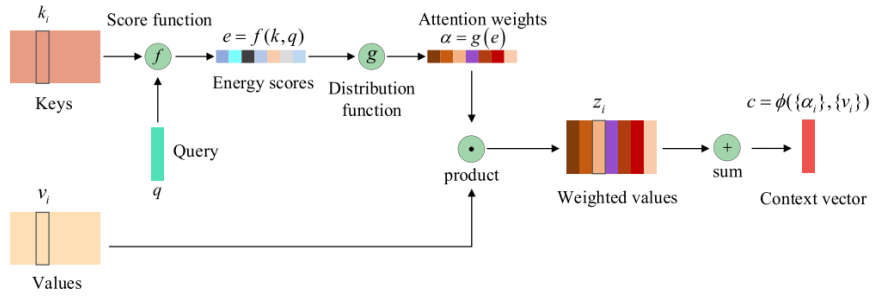 k_i
Score function
e = f(k, q)
Attention weights
α = g(e)
f
g
Keys
Energy scores
Distribution
function
Query
q
z_i
c = ϕ({α_i}, {v_i})
product
+
sum
v_i
Weighted values
Context vector
Values